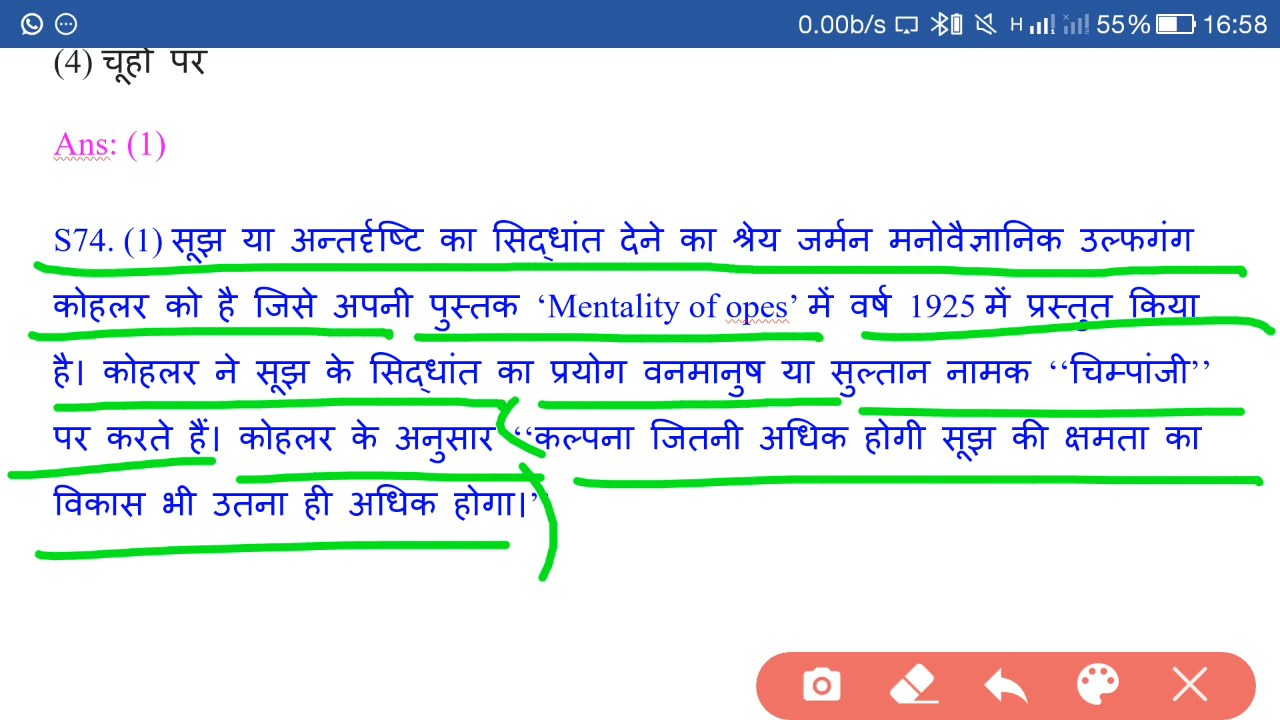 0.00b/s H 55% 16:58
(4) चूहों पर
Ans: (1)
S74. (1) सूझ या अन्तर्दृष्टि का सिद्धांत देने का श्रेय जर्मन मनोवैज्ञानिक उल्फगंग
कोहलर को है जिसे अपनी पुस्तक ‘Mentality of opes’ में वर्ष 1925 में प्रस्तुत किया
है। कोहलर ने सूझ के सिद्धांत का प्रयोग वनमानुष या सुल्तान नामक ‘‘चिम्पांजी’’
पर करते हैं। कोहलर के अनुसार ‘‘कल्पना जितनी अधिक होगी सूझ की क्षमता का
विकास भी उतना ही अधिक होगा।’’